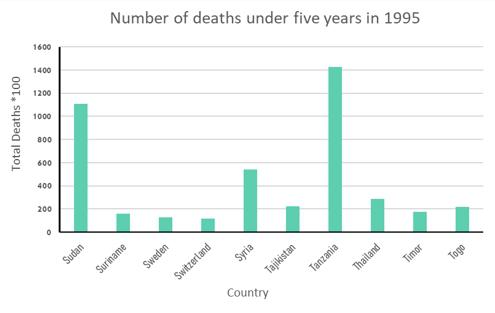 Number of deaths under five years in 1995
Total Deaths *100
1600
1400
1200
1000
800
600
400
200
0
Sudan
Suriname
Sweden
Switzerland
Syria
Tajikistan
Tanzania
Thailand
Timor
Togo
Country